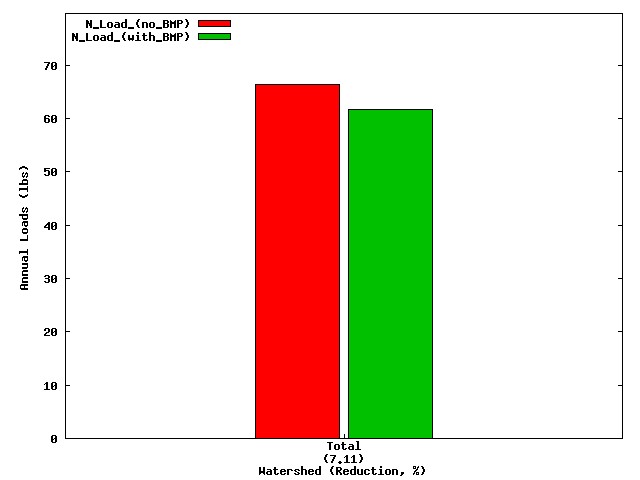 N_Load_(no_BMP)
N_Load_(with_BMP)
70
60
50
40
30
20
10
0
Annual Loads (lbs)
Total
(7.11)
Watershed (Reduction, %)